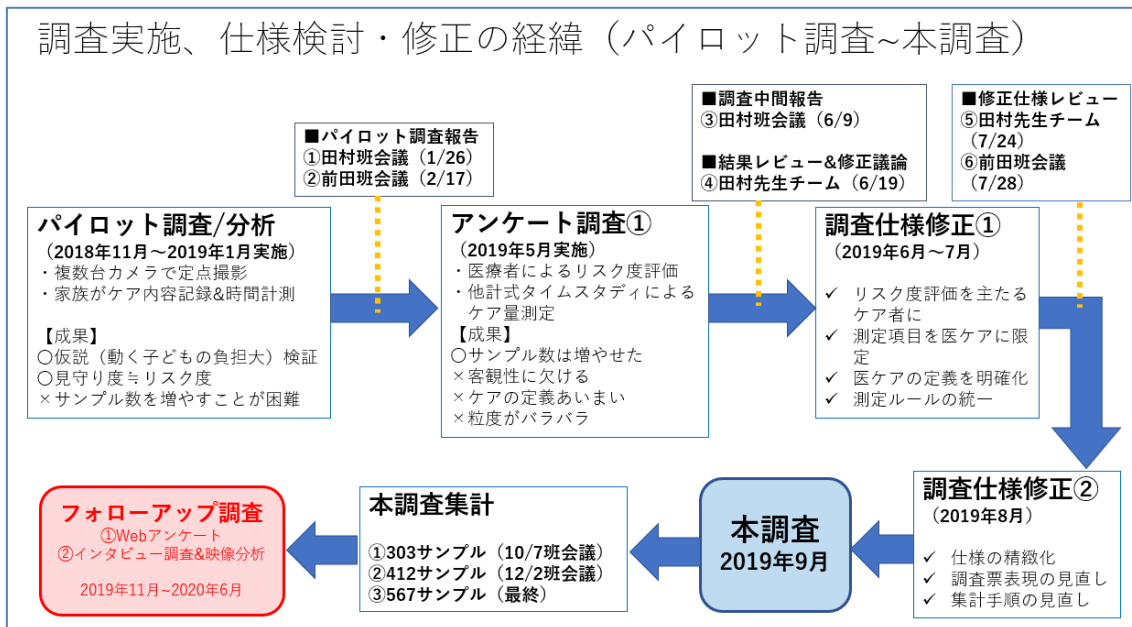 調査実施、仕様検討・修正の経緯（パイロット調査~本調査）
■パイロット調査報告
①田村班会議（1/26）
②前田班会議（2/17）
■調査中間報告
③田村班会議（6/9）
■結果レビュー&修正議論
④田村先生チーム（6/19）
■修正仕様レビュー
⑤田村先生チーム
（7/24）
⑥前田班会議
（7/28）
パイロット調査/分析
（2018年11月～2019年1月実施）
・複数台カメラで定点撮影
・家族がケア内容記録&時間計測
【成果】
〇仮説（動く子どもの負担大）検証
〇見守り度≒リスク度
×サンプル数を増やすことが困難
アンケート調査①
（2019年5月実施）
・医療者によるリスク度評価
・他計式タイムスタディによる
ケア量測定
【成果】
〇サンプル数は増やせた
×客観性に欠ける
×ケアの定義あいまい
×粒度がバラバラ
調査仕様修正①
（2019年6月～7月）
✓ リスク度評価を主たる
ケア者に
✓ 測定項目を医ケアに限
定
✓ 医ケアの定義を明確化
✓ 測定ルールの統一
調査仕様修正②
（2019年8月）
✓ 仕様の精緻化
✓ 調査票表現の見直し
✓ 集計手順の見直し
本調査
2019年9月
本調査集計
①303サンプル（10/7班会議）
②412サンプル（12/2班会議）
③567サンプル（最終）
フォローアップ調査
①Webアンケート
②インタビュー調査&映像分析
2019年11月~2020年6月